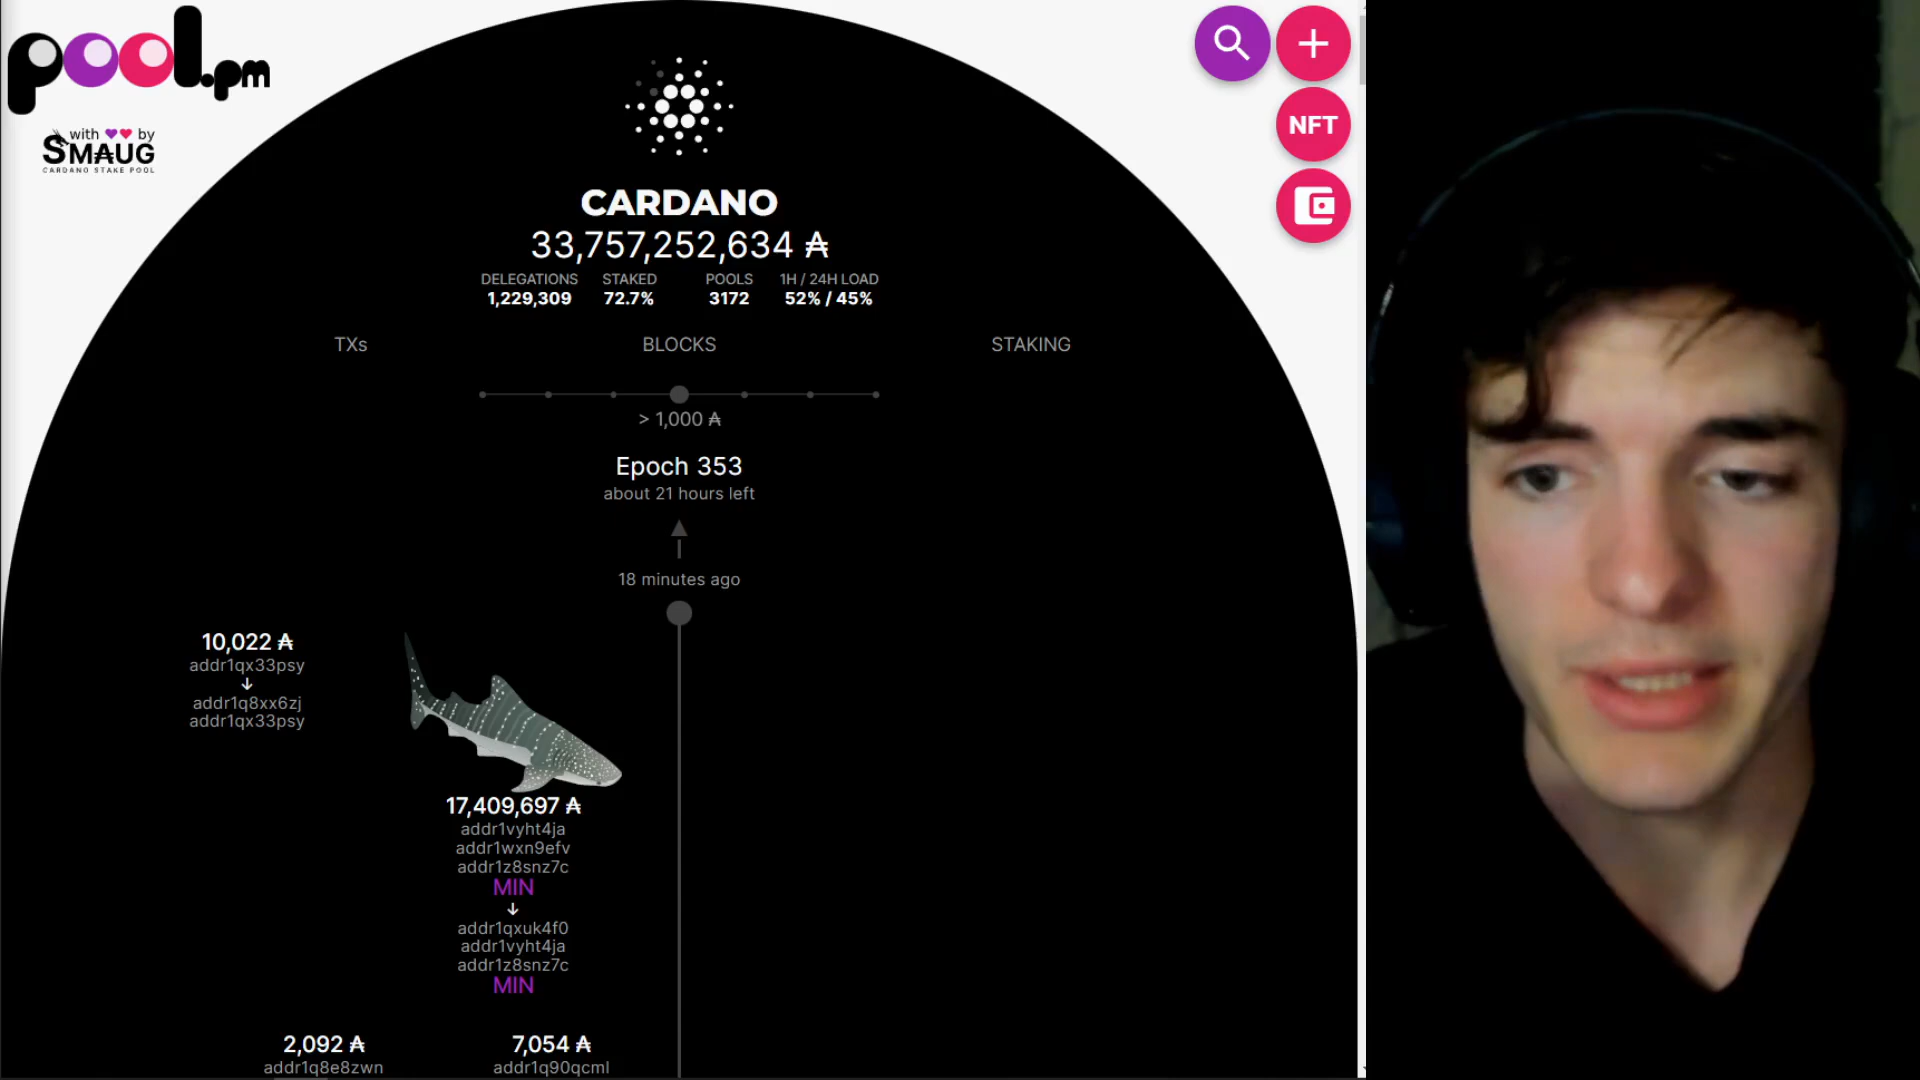 pool.pm
with by
SMAUG
CARDANO STAKE POOL
NFT
CARDANO
33,757,252,634 ₳
DELEGATIONS STAKED POOLS 1H / 24H LOAD
1,229,309 72.7% 3172 52% / 45%
TXs BLOCKS STAKING
> 1,000 ₳
Epoch 353
about 21 hours left
18 minutes ago
10,022 ₳
addr1qx33psy
↓
addr1q8xx6zj
addr1qx33psy
17,409,697 ₳
addr1vyht4ja
addr1wxn9efv
addr1z8snz7c
MIN
↓
addr1qxuk4f0
addr1vyht4ja
addr1z8snz7c
MIN
2,092 ₳ 7,054 ₳
addr1q8e8zwn addr1q90qcml